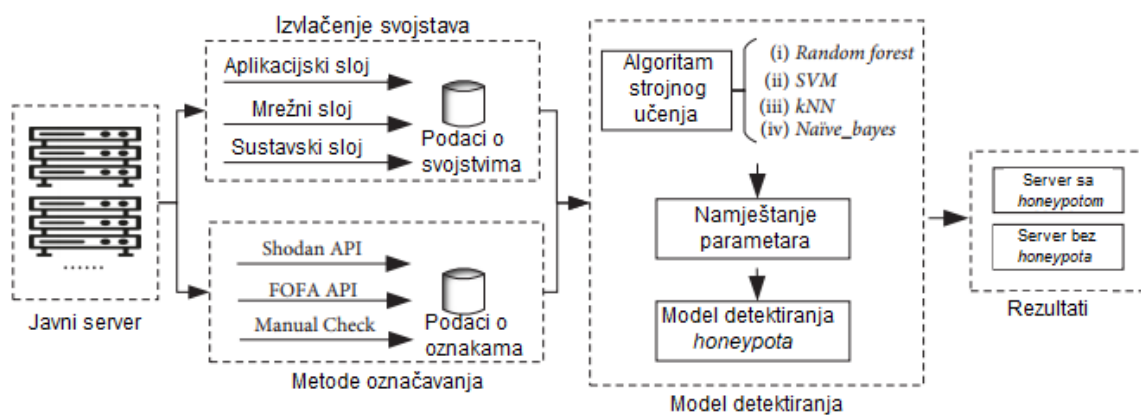 Izvlačenje svojstava
Aplikacijski sloj
Mrežni sloj
Sustavski sloj
Podaci o
svojstvima
......
Javni server
Shodan API
FOFA API
Manual Check
Podaci o
oznakama
Metode označavanja
Algoritam
strojnog
učenja
(i) Random forest
(ii) SVM
(iii) kNN
(iv) Naïve_bayes
Namještanje
parametara
Model detektiranja
honeypota
Model detektiranja
Server sa
honeypotom
Server bez
honeypota
Rezultati